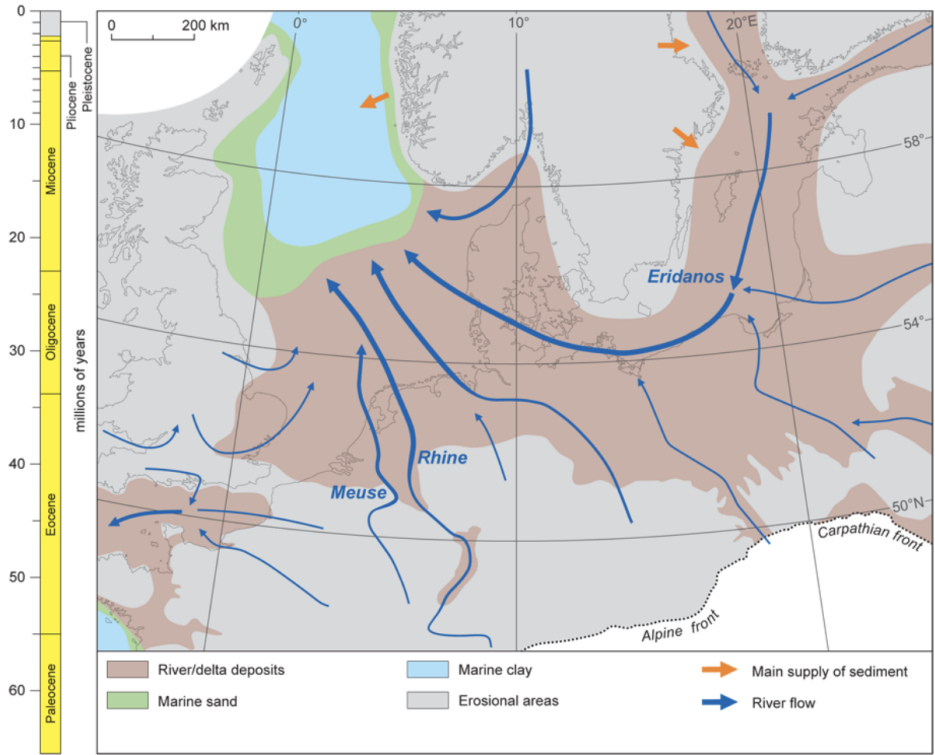 0
10
20
30
40
50
60
millions of years
Pleistocene
Pliocene
Miocene
Oligocene
Eocene
Paleocene
0 200 km
0°
10°
20°E
58°
54°
50°N
Eridanos
Rhine
Meuse
Carpathian front
Alpine front
River/delta deposits
Marine sand
Marine clay
Erosional areas
Main supply of sediment
River flow